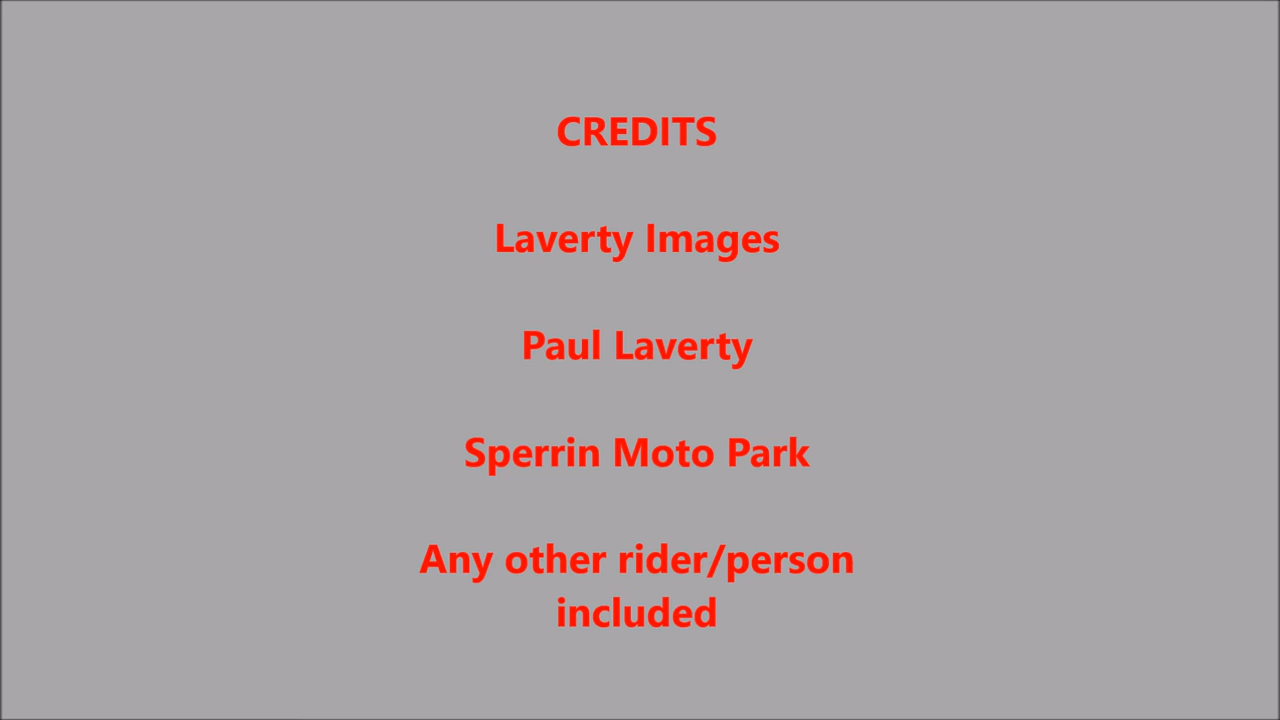 CREDITS
Laverty Images
Paul Laverty
Sperrin Moto Park
Any other rider/person
included